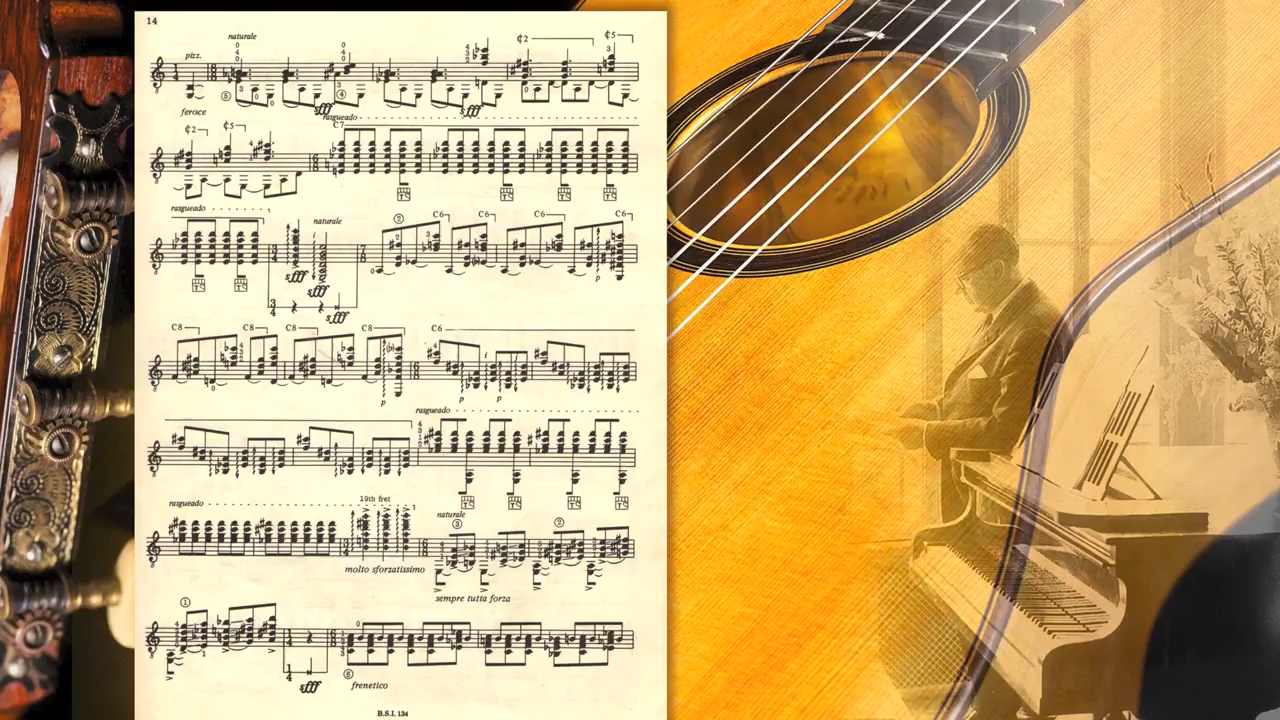 14
naturale
pizz.
¢2 ¢5
feroce
sfff sfff
rasgueado
¢2 ¢5 C7
rasgueado
naturale
C6 C6 C6 C6
sfff
sfff
p
sfff
C8 C8 C8 C8 C6
i
p p p
rasgueado
rasgueado
19th fret
naturale
molto sforzatissimo
sempre tutta forza
sfff
frenetico
B.S.I. 134